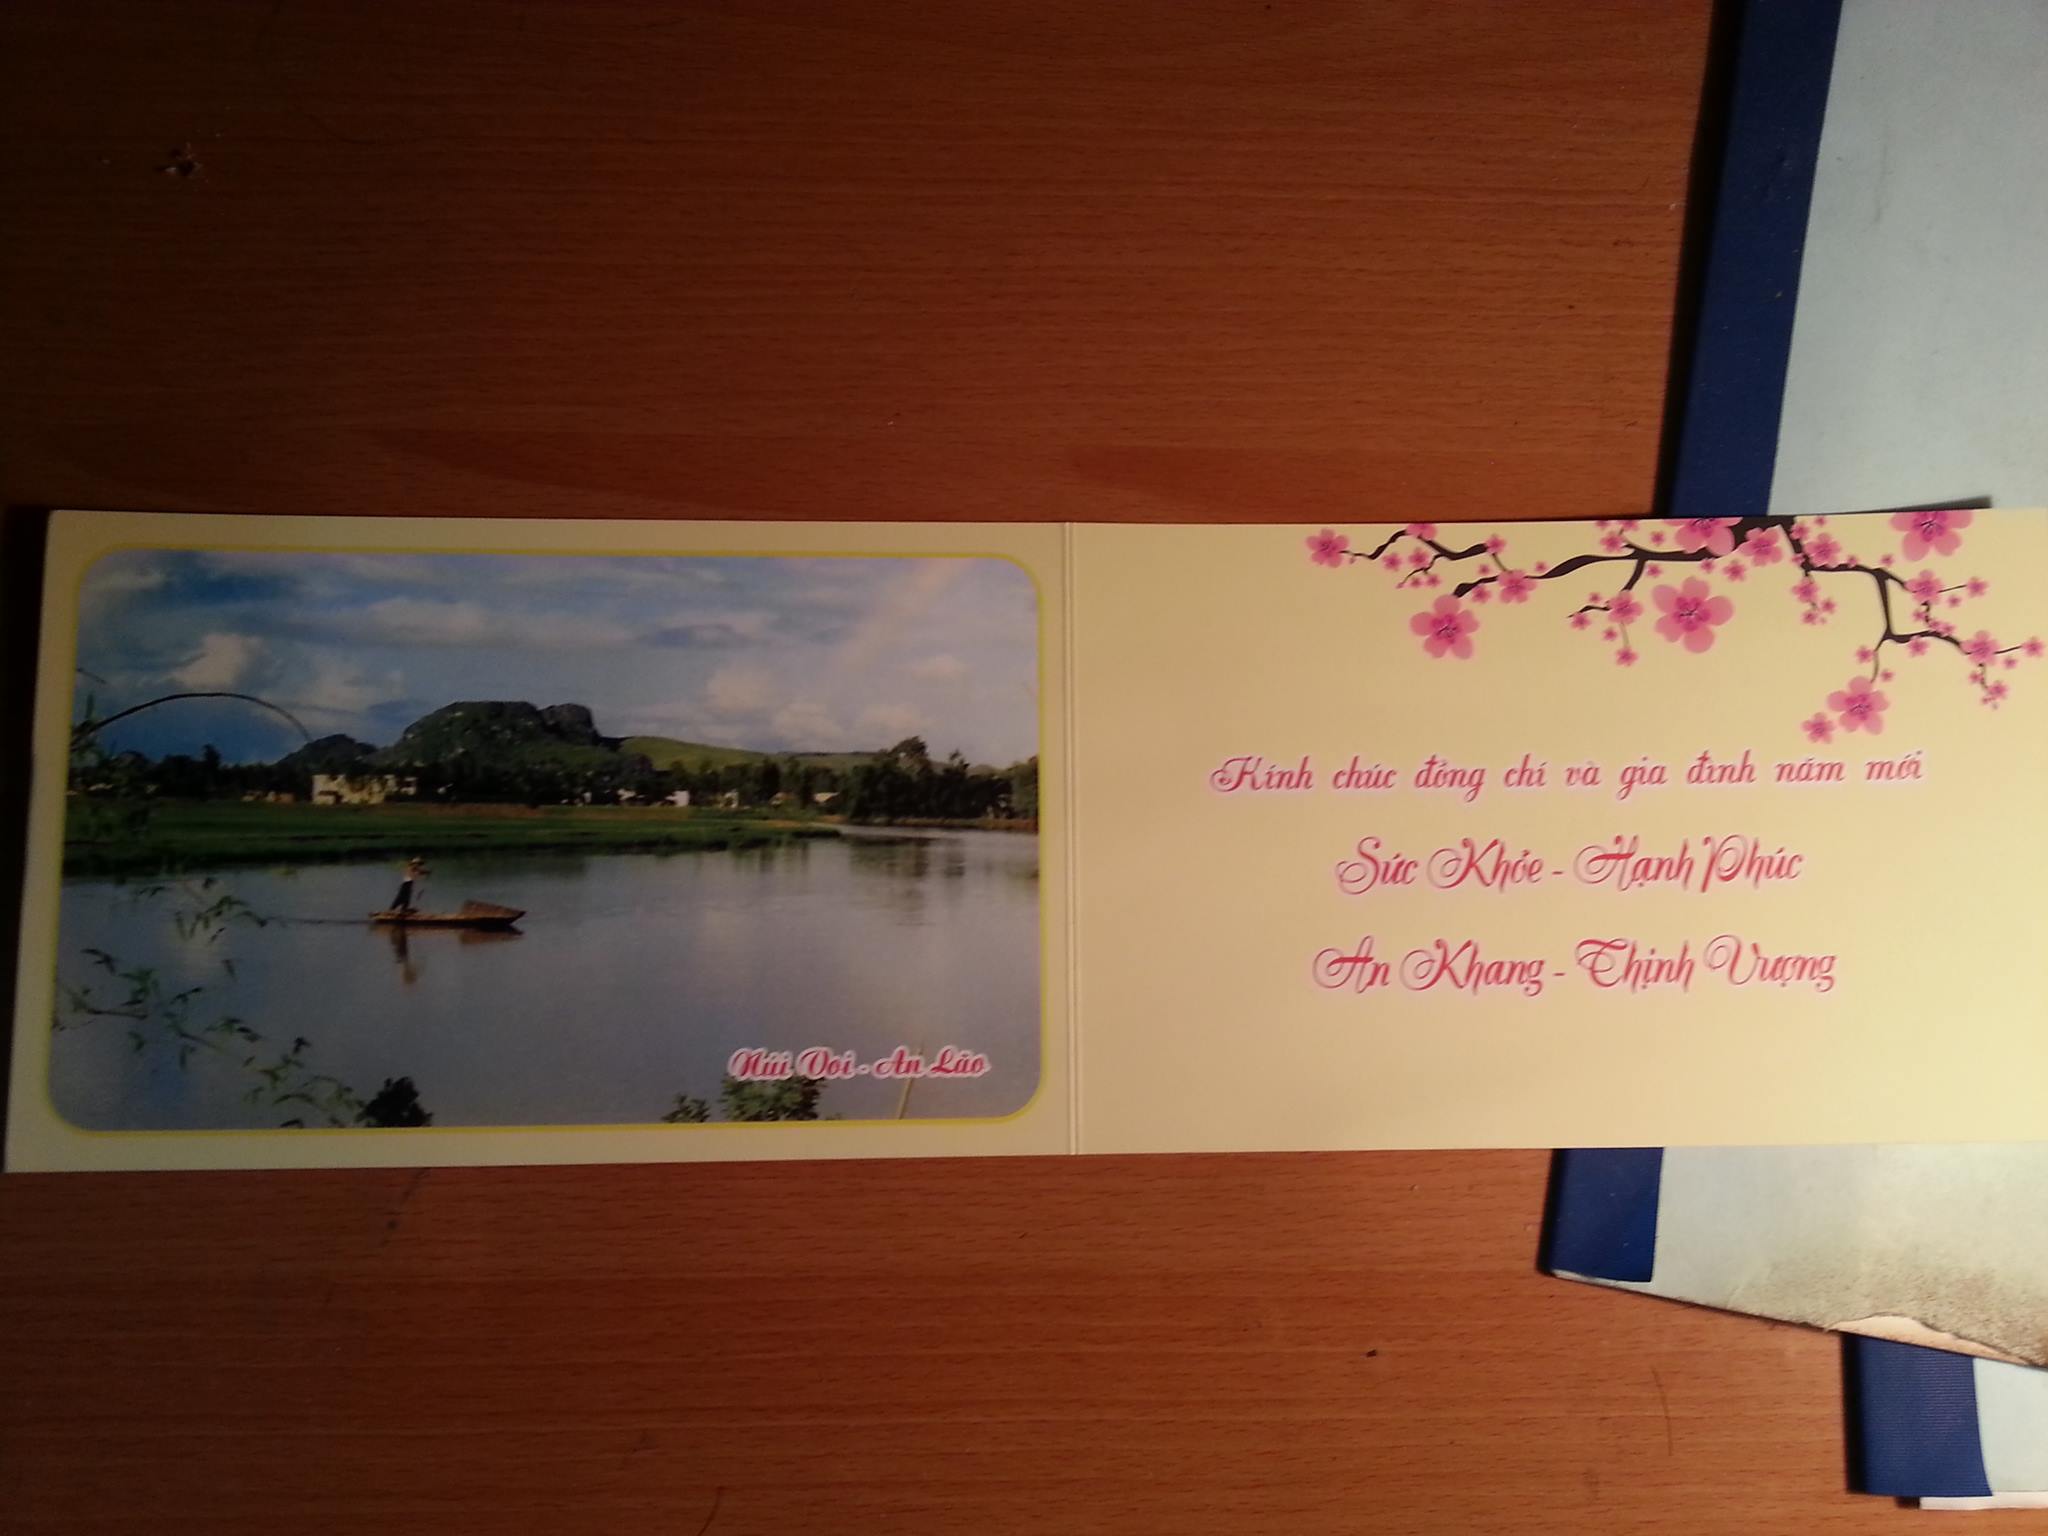 Núi Voi - An Lão
Kính chúc đồng chí và gia đình năm mới
Sức Khỏe - Hạnh Phúc
An Khang - Thịnh Vượng